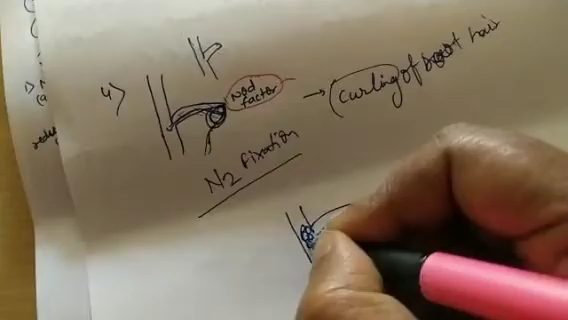 4)
Nod
factor
→ curling of root hair
N2 fixation